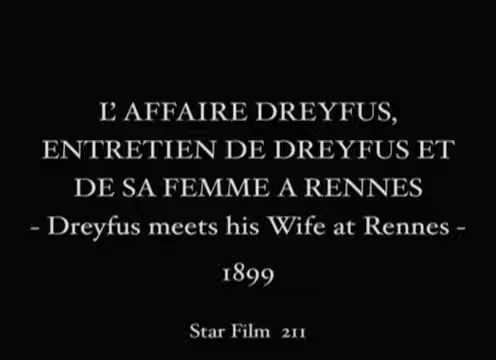 L’ AFFAIRE DREYFUS,
ENTRETIEN DE DREYFUS ET
DE SA FEMME A RENNES
- Dreyfus meets his Wife at Rennes -
1899
Star Film 211